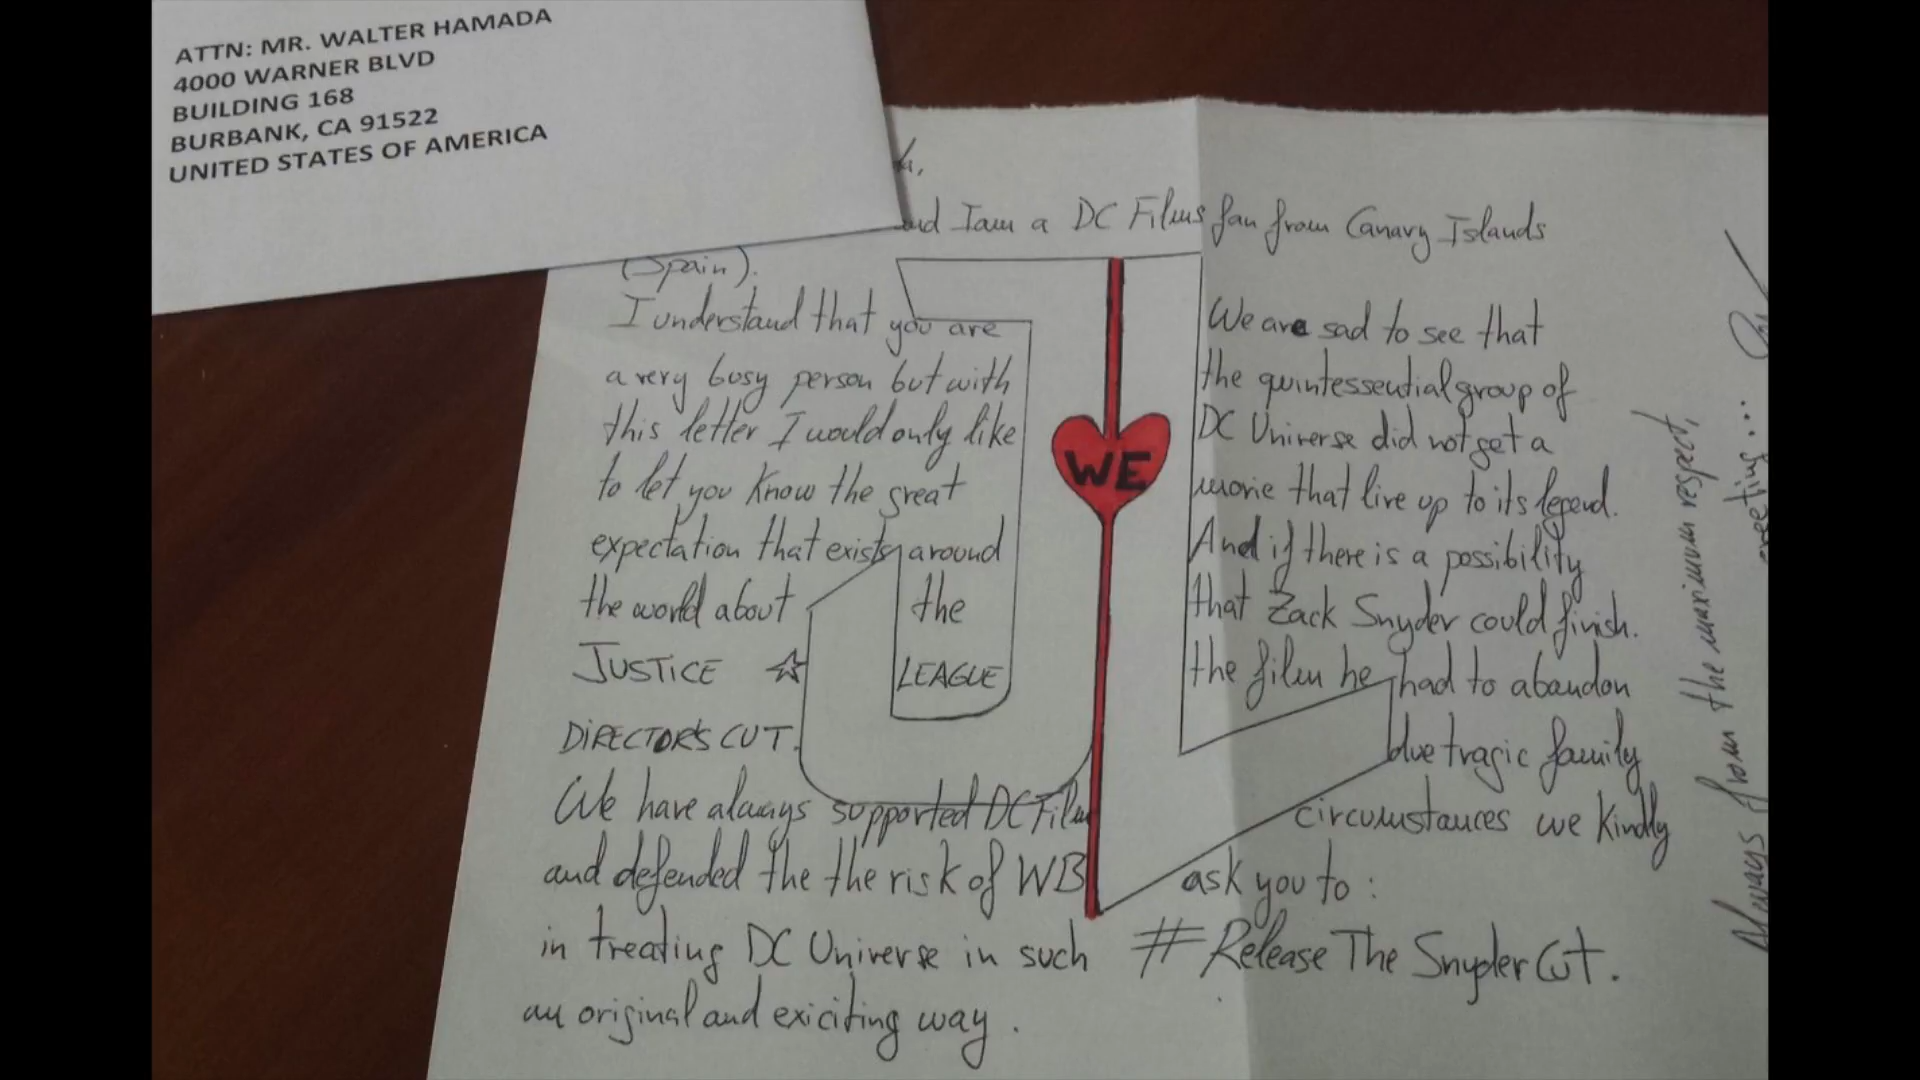 ATTN: MR. WALTER HAMADA
4000 WARNER BLVD
BUILDING 168
BURBANK, CA 91522
UNITED STATES OF AMERICA
I am a DC Films fan from Canary Islands
(Spain).
I understand that you are
a very busy person but with
this letter I would only like
to let you know the great
expectation that exists around
the world about the
JUSTICE ☆ LEAGUE
DIRECTOR'S CUT.
We have always supported DC Films
and defended the the risk of WB
in treating DC Universe in such
an original and exiciting way.
WE
We are sad to see that
the quintessential group of
DC Universe did not get a
movie that live up to its legend.
And if there is a possibility
that Zack Snyder could finish.
the film he had to abandon
due tragic family
circumstances we kindly
ask you to:
#Release The Snyder Cut.
Always from the maximum respect,